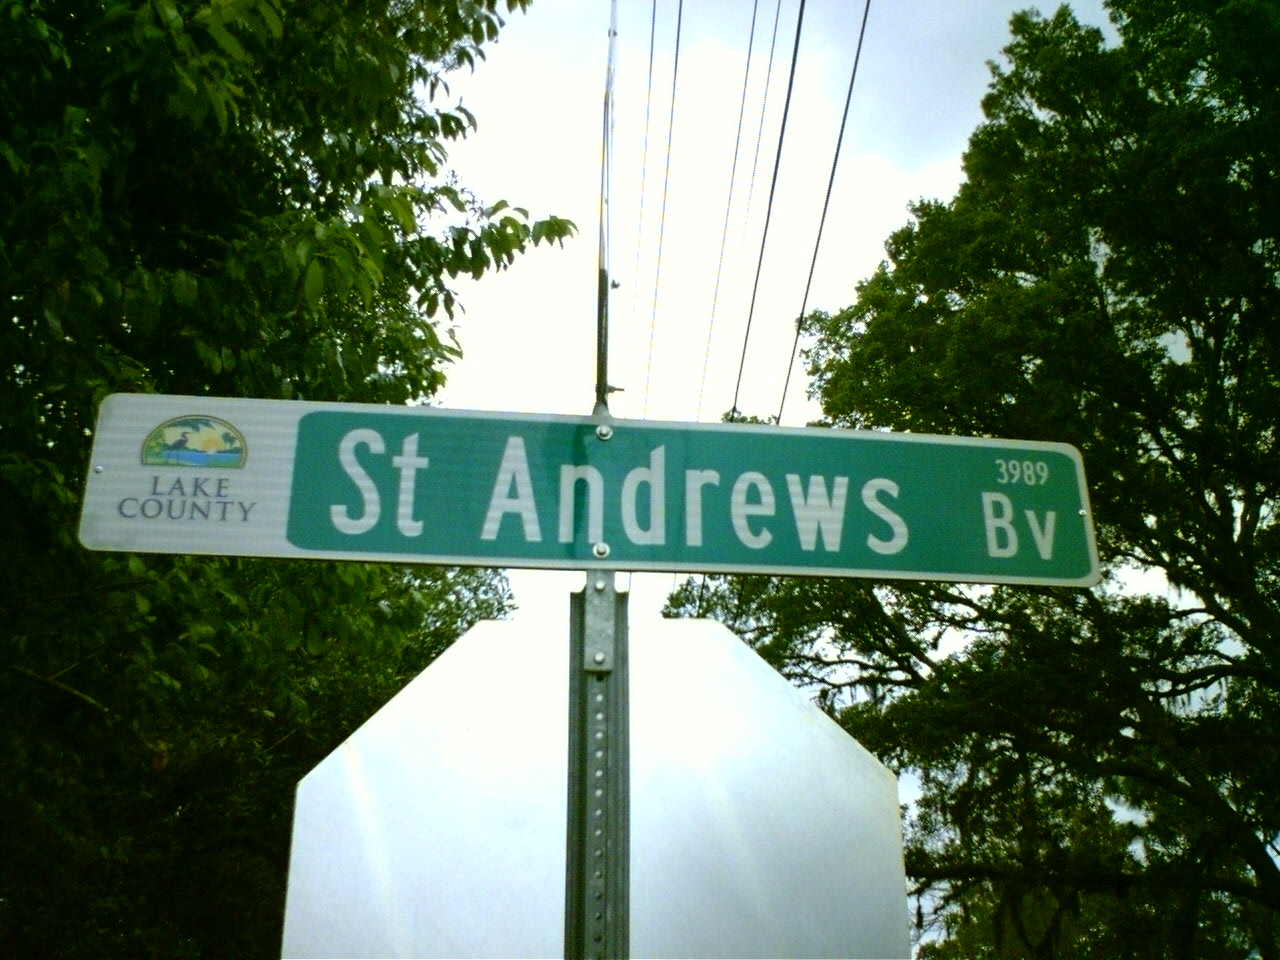 LAKE
COUNTY
St Andrews
3989
Bv